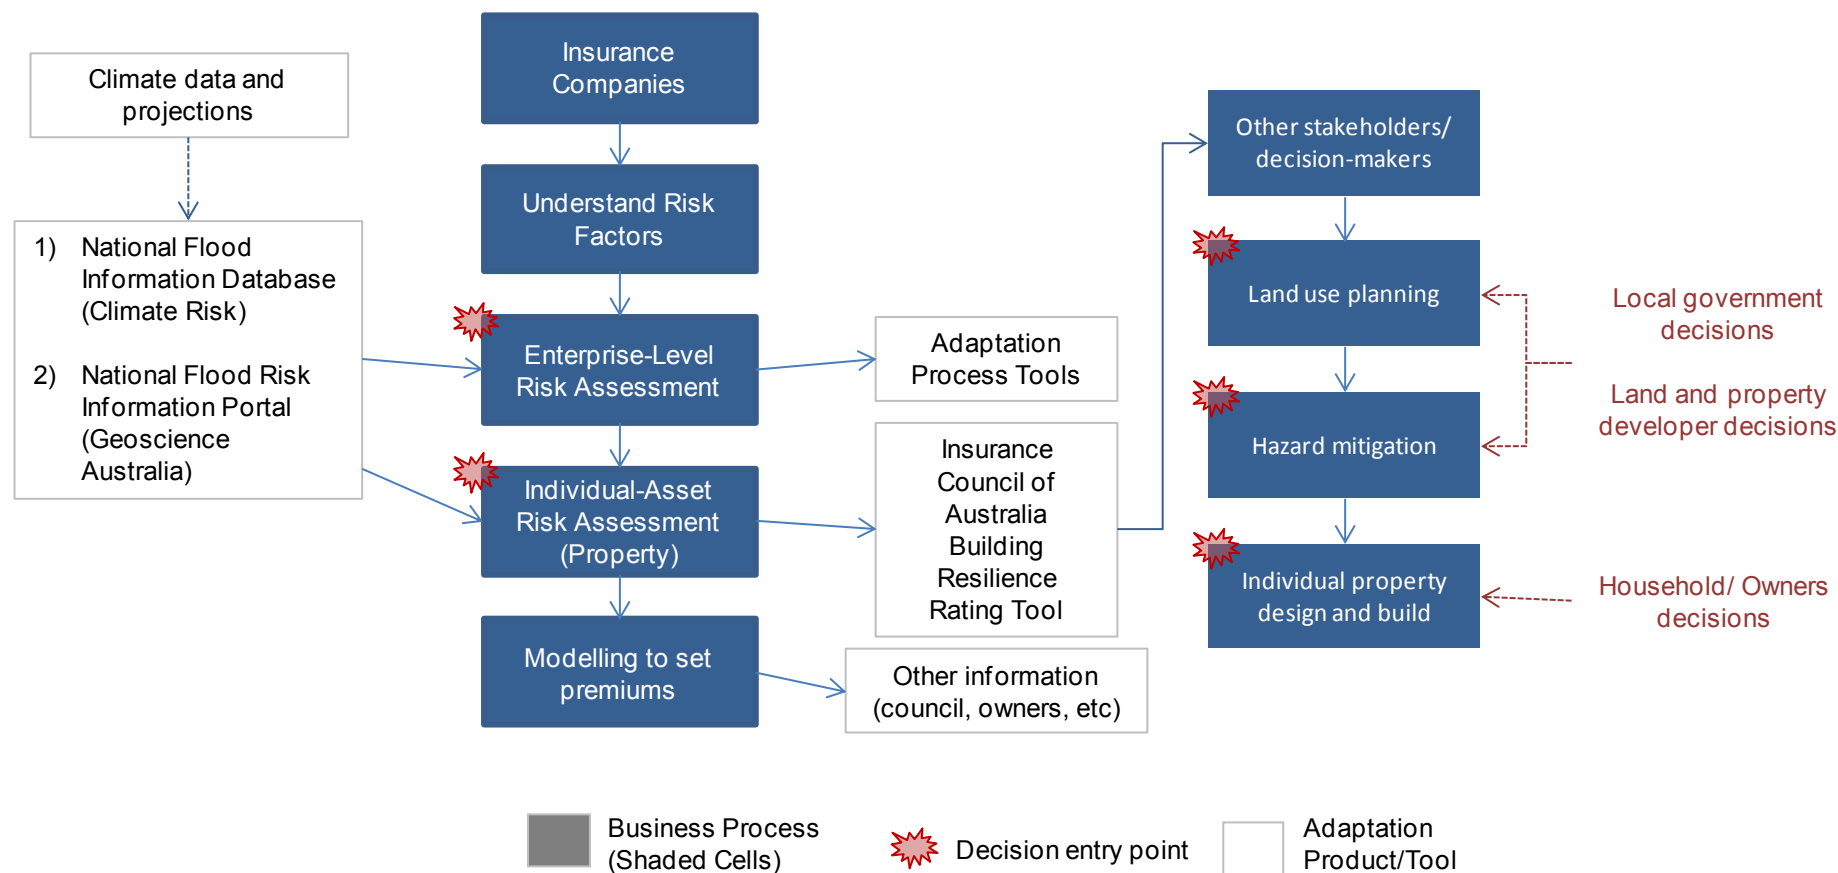 Climate data and
projections
1) National Flood
Information Database
(Climate Risk)
2) National Flood Risk
Information Portal
(Geoscience
Australia)
Insurance
Companies
Understand Risk
Factors
Enterprise-Level
Risk Assessment
Individual-Asset
Risk Assessment
(Property)
Modelling to set
premiums
Adaptation
Process Tools
Insurance
Council of
Australia
Building
Resilience
Rating Tool
Other information
(council, owners, etc)
Other stakeholders/
decision-makers
Land use planning
Hazard mitigation
Individual property
design and build
Local government
decisions
Land and property
developer decisions
Household/ Owners
decisions
Business Process
(Shaded Cells)
Decision entry point
Adaptation
Product/Tool